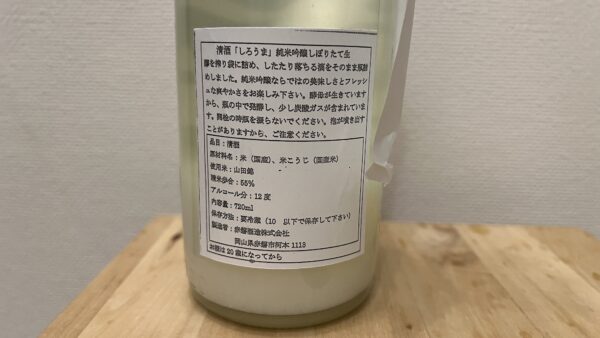 清酒「しろうま」純米吟醸しぼりたて生
醪を搾り袋に詰め、したたり落ちる滴をそのまま瓶詰
めしました。純米吟醸ならではの美味しさとフレッシ
ュな爽やかさをお楽しみ下さい。酵母が生きています
から、瓶の中で発酵し、少し炭酸ガスが含まれていま
す。開栓の時瓶を振らないでください。泡が噴き出す
ことがありますから、ご注意ください。
品目：清酒
原材料名：米（国産）、米こうじ（国産米）
使用米：山田錦
精米歩合：55%
アルコール分：12度
内容量：720ml
保存方法：要冷蔵（10　以下で保存して下さい）
製造者：赤磐酒造株式会社
岡山県赤磐市河本1113
お酒は20歳になってから